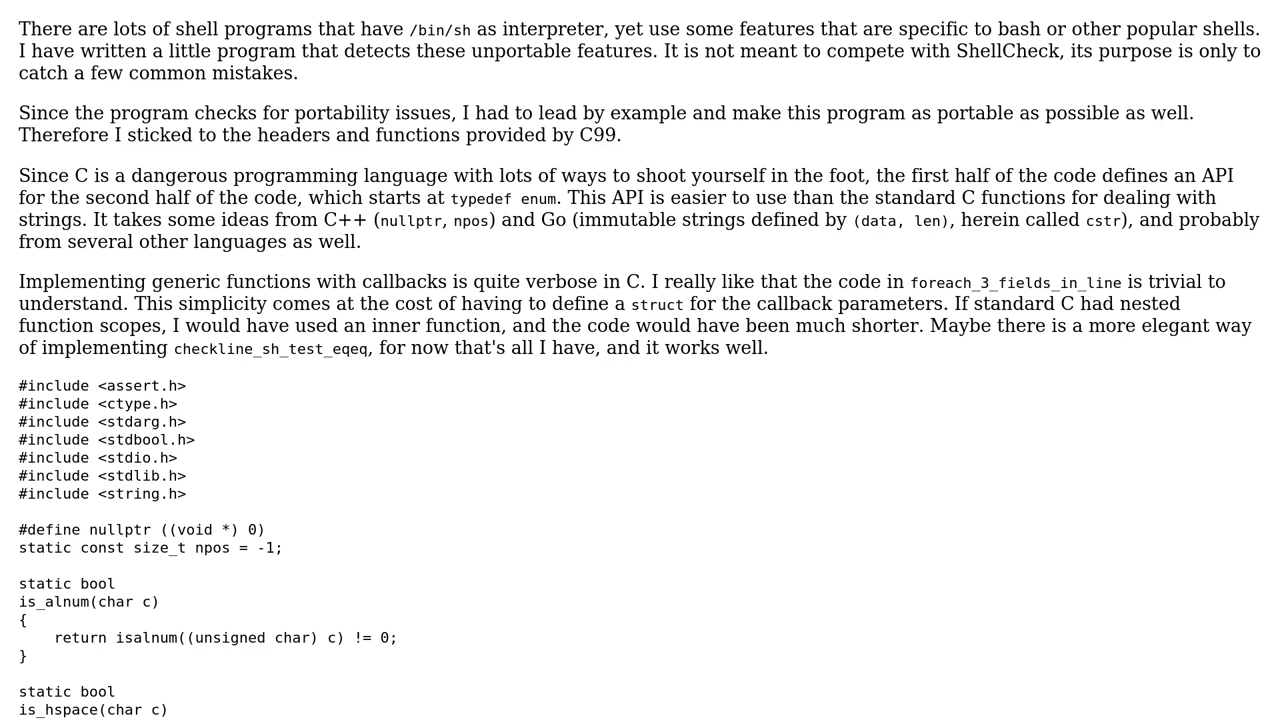 There are lots of shell programs that have /bin/sh as interpreter, yet use some features that are specific to bash or other popular shells.
I have written a little program that detects these unportable features. It is not meant to compete with ShellCheck, its purpose is only to
catch a few common mistakes.
Since the program checks for portability issues, I had to lead by example and make this program as portable as possible as well.
Therefore I sticked to the headers and functions provided by C99.
Since C is a dangerous programming language with lots of ways to shoot yourself in the foot, the first half of the code defines an API
for the second half of the code, which starts at typedef enum. This API is easier to use than the standard C functions for dealing with
strings. It takes some ideas from C++ (nullptr, npos) and Go (immutable strings defined by (data, len), herein called cstr), and probably
from several other languages as well.
Implementing generic functions with callbacks is quite verbose in C. I really like that the code in foreach_3_fields_in_line is trivial to
understand. This simplicity comes at the cost of having to define a struct for the callback parameters. If standard C had nested
function scopes, I would have used an inner function, and the code would have been much shorter. Maybe there is a more elegant way
of implementing checkline_sh_test_eqeq, for now that's all I have, and it works well.
#include <assert.h>
#include <ctype.h>
#include <stdarg.h>
#include <stdbool.h>
#include <stdio.h>
#include <stdlib.h>
#include <string.h>
#define nullptr ((void *) 0)
static const size_t npos = -1;
static bool
is_alnum(char c)
{
    return isalnum((unsigned char) c) != 0;
}
static bool
is_hspace(char c)